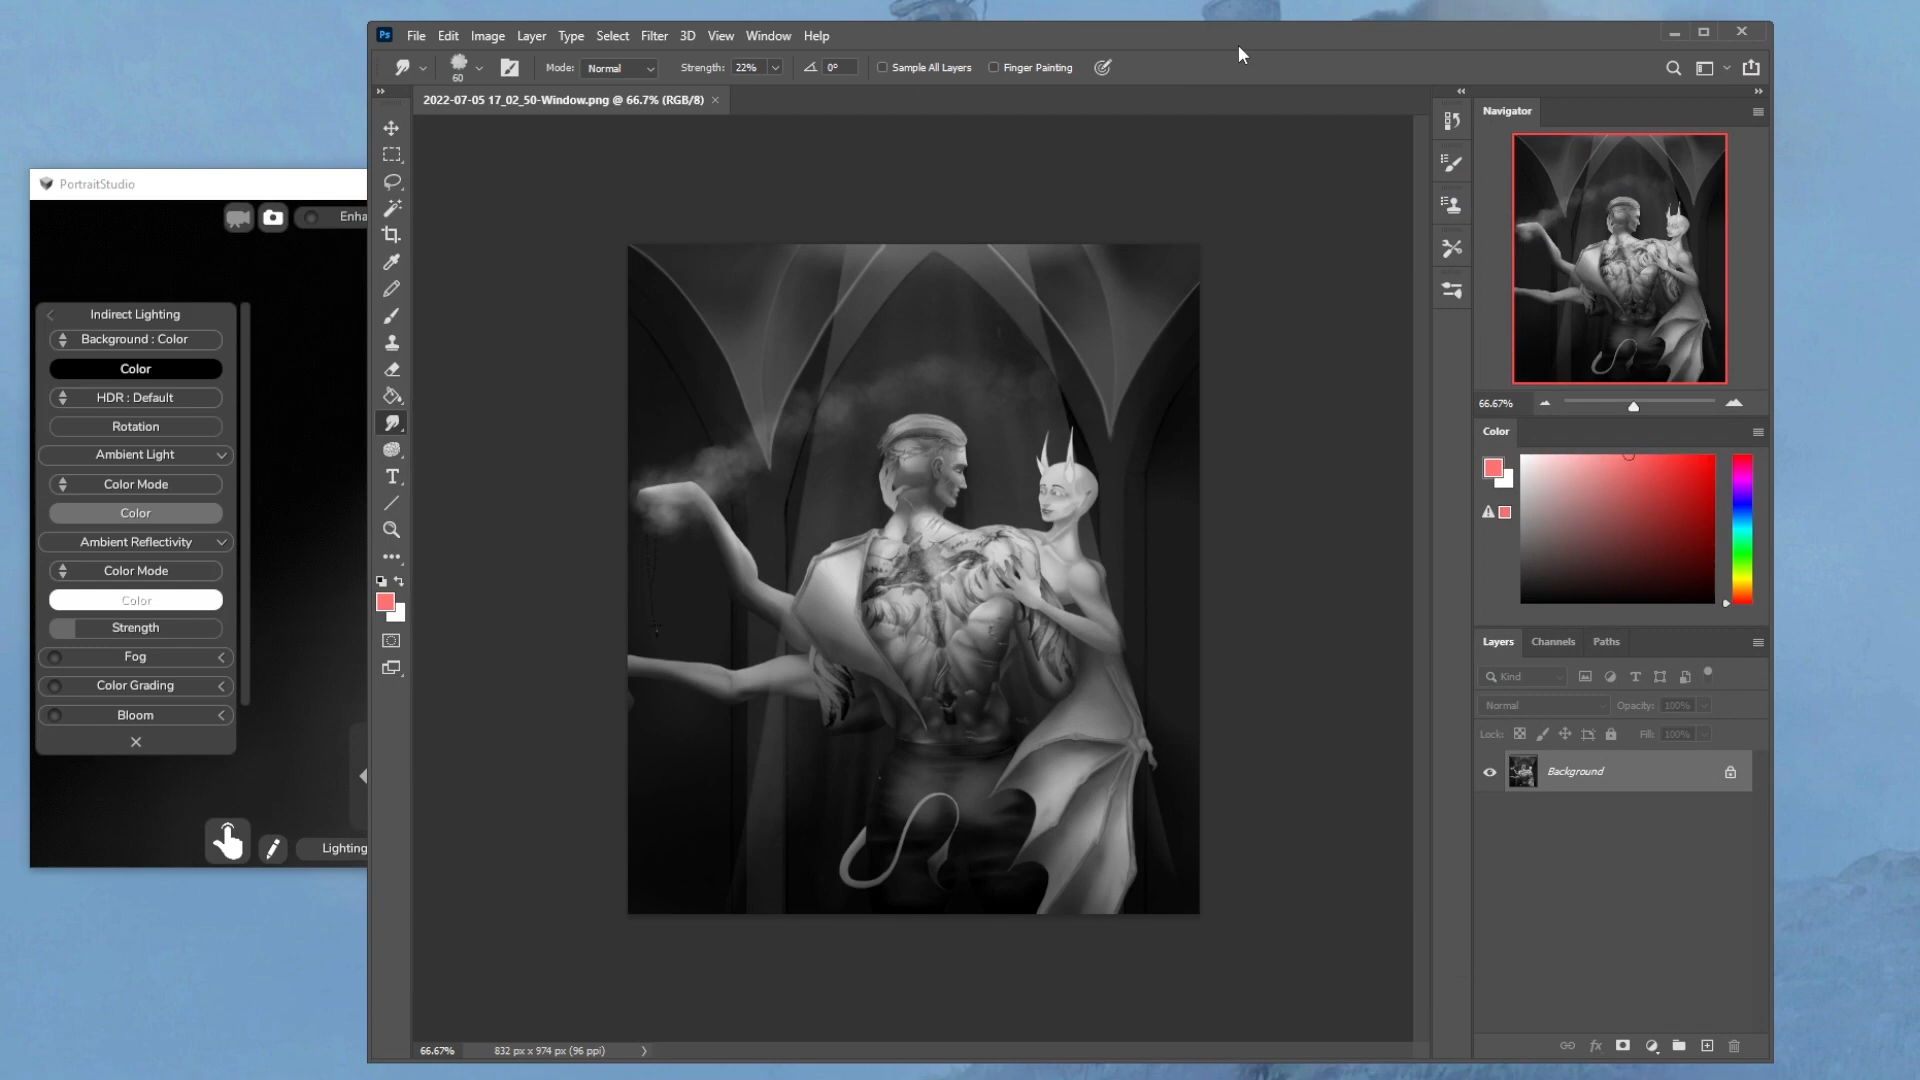 Ps File Edit Image Layer Type Select Filter 3D View Window Help
60 Mode: Normal Strength: 22% 0° Sample All Layers Finger Painting
2022-07-05 17_02_50-Window.png @ 66.7% (RGB/8) ×
PortraitStudio
Enha
Indirect Lighting
Background : Color
Color
HDR : Default
Rotation
Ambient Light
Color Mode
Color
Ambient Reflectivity
Color Mode
Color
Strength
Fog
Color Grading
Bloom
Lighting
Navigator
66.67%
Color
Layers Channels Paths
Kind
Normal Opacity: 100%
Lock: Fill: 100%
Background
fx
66.67% 832 px x 974 px (96 ppi)